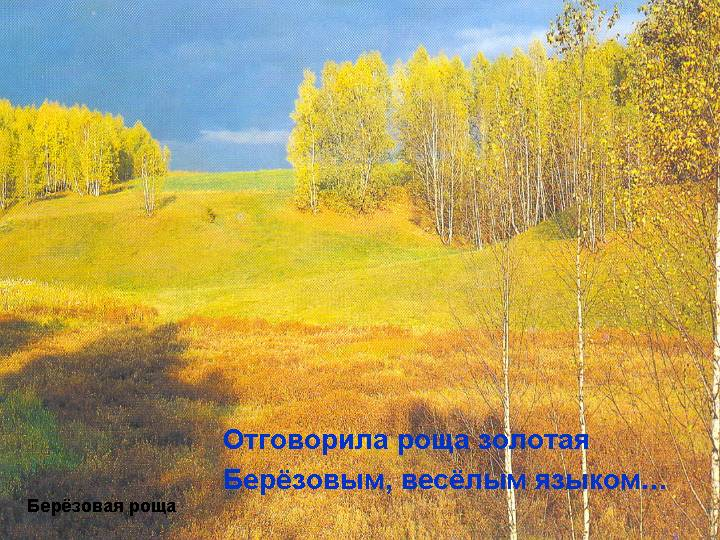 Отговорила роща золотая
Берёзовым, весёлым языком…
Берёзовая роща